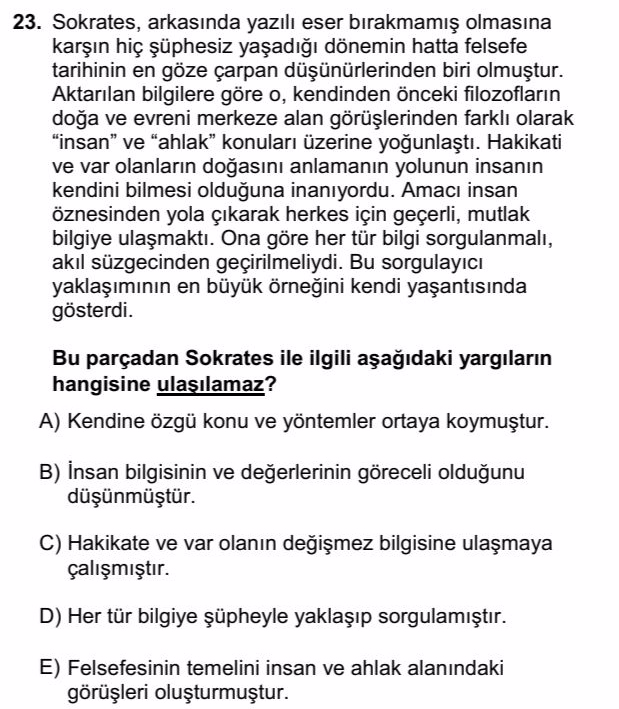 23. Sokrates, arkasında yazılı eser bırakmamış olmasına
karşın hiç şüphesiz yaşadığı dönemin hatta felsefe
tarihinin en göze çarpan düşünürlerinden biri olmuştur.
Aktarılan bilgilere göre o, kendinden önceki filozofların
doğa ve evreni merkeze alan görüşlerinden farklı olarak
“insan” ve “ahlak” konuları üzerine yoğunlaştı. Hakikati
ve var olanların doğasını anlamanın yolunun insanın
kendini bilmesi olduğuna inanıyordu. Amacı insan
öznesinden yola çıkarak herkes için geçerli, mutlak
bilgiye ulaşmaktı. Ona göre her tür bilgi sorgulanmalı,
akıl süzgecinden geçirilmeliydi. Bu sorgulayıcı
yaklaşımının en büyük örneğini kendi yaşantısında
gösterdi.
Bu parçadan Sokrates ile ilgili aşağıdaki yargıların
hangisine ulaşılamaz?
A) Kendine özgü konu ve yöntemler ortaya koymuştur.
B) İnsan bilgisinin ve değerlerinin göreceli olduğunu
düşünmüştür.
C) Hakikate ve var olanın değişmez bilgisine ulaşmaya
çalışmıştır.
D) Her tür bilgiye şüpheyle yaklaşıp sorgulamıştır.
E) Felsefesinin temelini insan ve ahlak alanındaki
görüşleri oluşturmuştur.